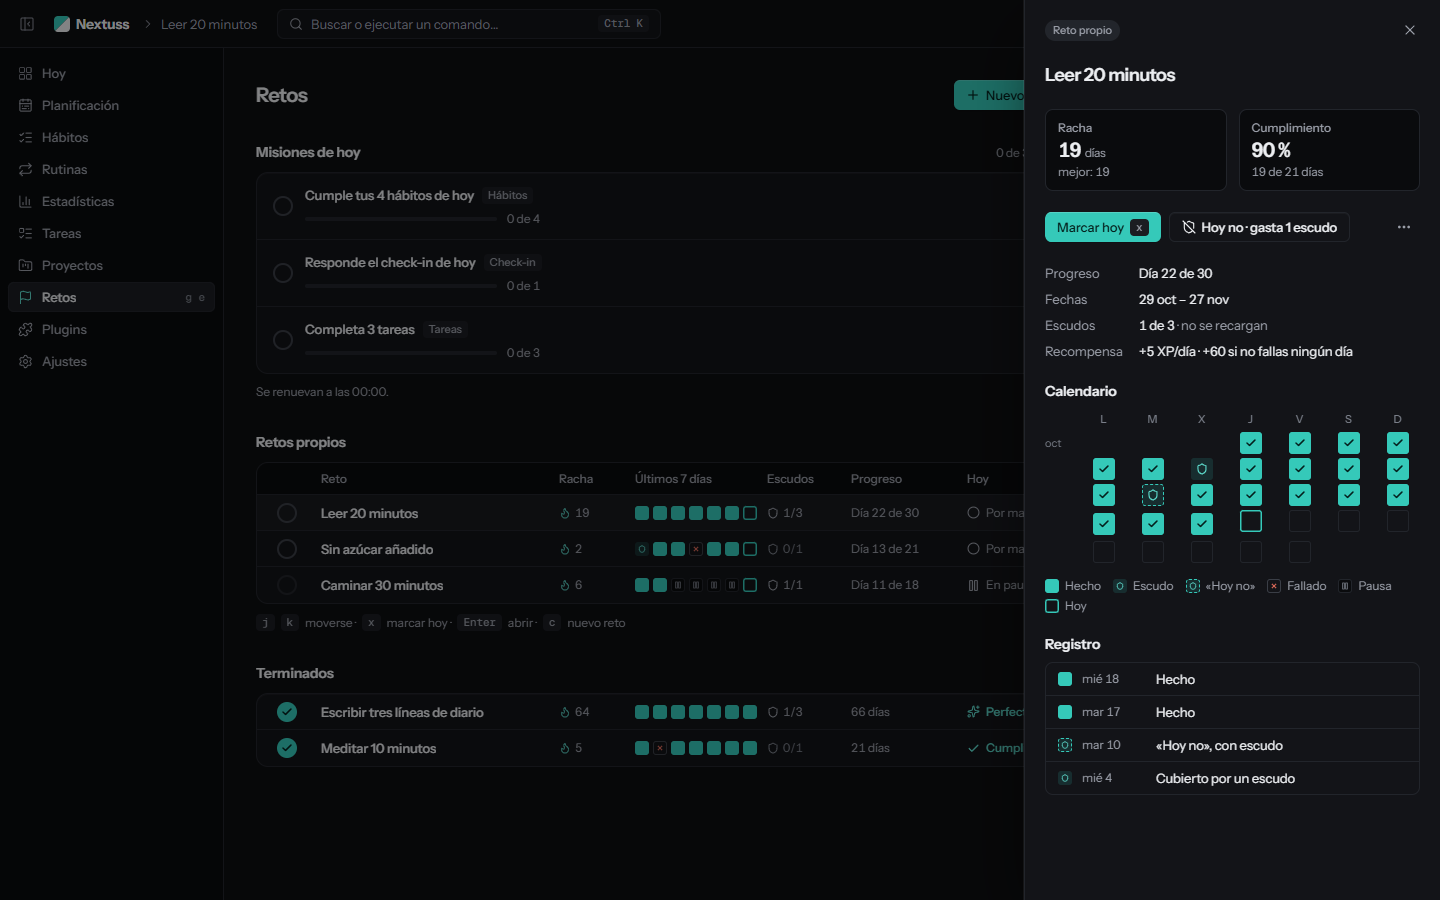 Nextuss
Leer 20 minutos
Buscar o ejecutar un comando...
Ctrl K
Hoy
Planificación
Hábitos
Rutinas
Estadísticas
Tareas
Proyectos
Retos
g e
Plugins
Ajustes
Retos
+ Nuevo
Misiones de hoy
0 de
Cumple tus 4 hábitos de hoy Hábitos
0 de 4
Responde el check-in de hoy Check-in
0 de 1
Completa 3 tareas Tareas
0 de 3
Se renuevan a las 00:00.
Retos propios
Reto Racha Últimos 7 días Escudos Progreso Hoy
Leer 20 minutos 19 1/3 Día 22 de 30 Por ma
Sin azúcar añadido 2 0/1 Día 13 de 21 Por ma
Caminar 30 minutos 6 1/1 Día 11 de 18 En pau
j k moverse · x marcar hoy · Enter abrir · c nuevo reto
Terminados
Escribir tres líneas de diario 64 1/3 66 días Perfec
Meditar 10 minutos 5 0/1 21 días Cumpl
Reto propio
Leer 20 minutos
Racha
19 días
mejor: 19
Cumplimiento
90 %
19 de 21 días
Marcar hoy x
Hoy no · gasta 1 escudo
Progreso Día 22 de 30
Fechas 29 oct – 27 nov
Escudos 1 de 3 · no se recargan
Recompensa +5 XP/día · +60 si no fallas ningún día
Calendario
L M X J V S D
oct
Hecho Escudo «Hoy no» Fallado Pausa
Hoy
Registro
mié 18 Hecho
mar 17 Hecho
mar 10 «Hoy no», con escudo
mié 4 Cubierto por un escudo